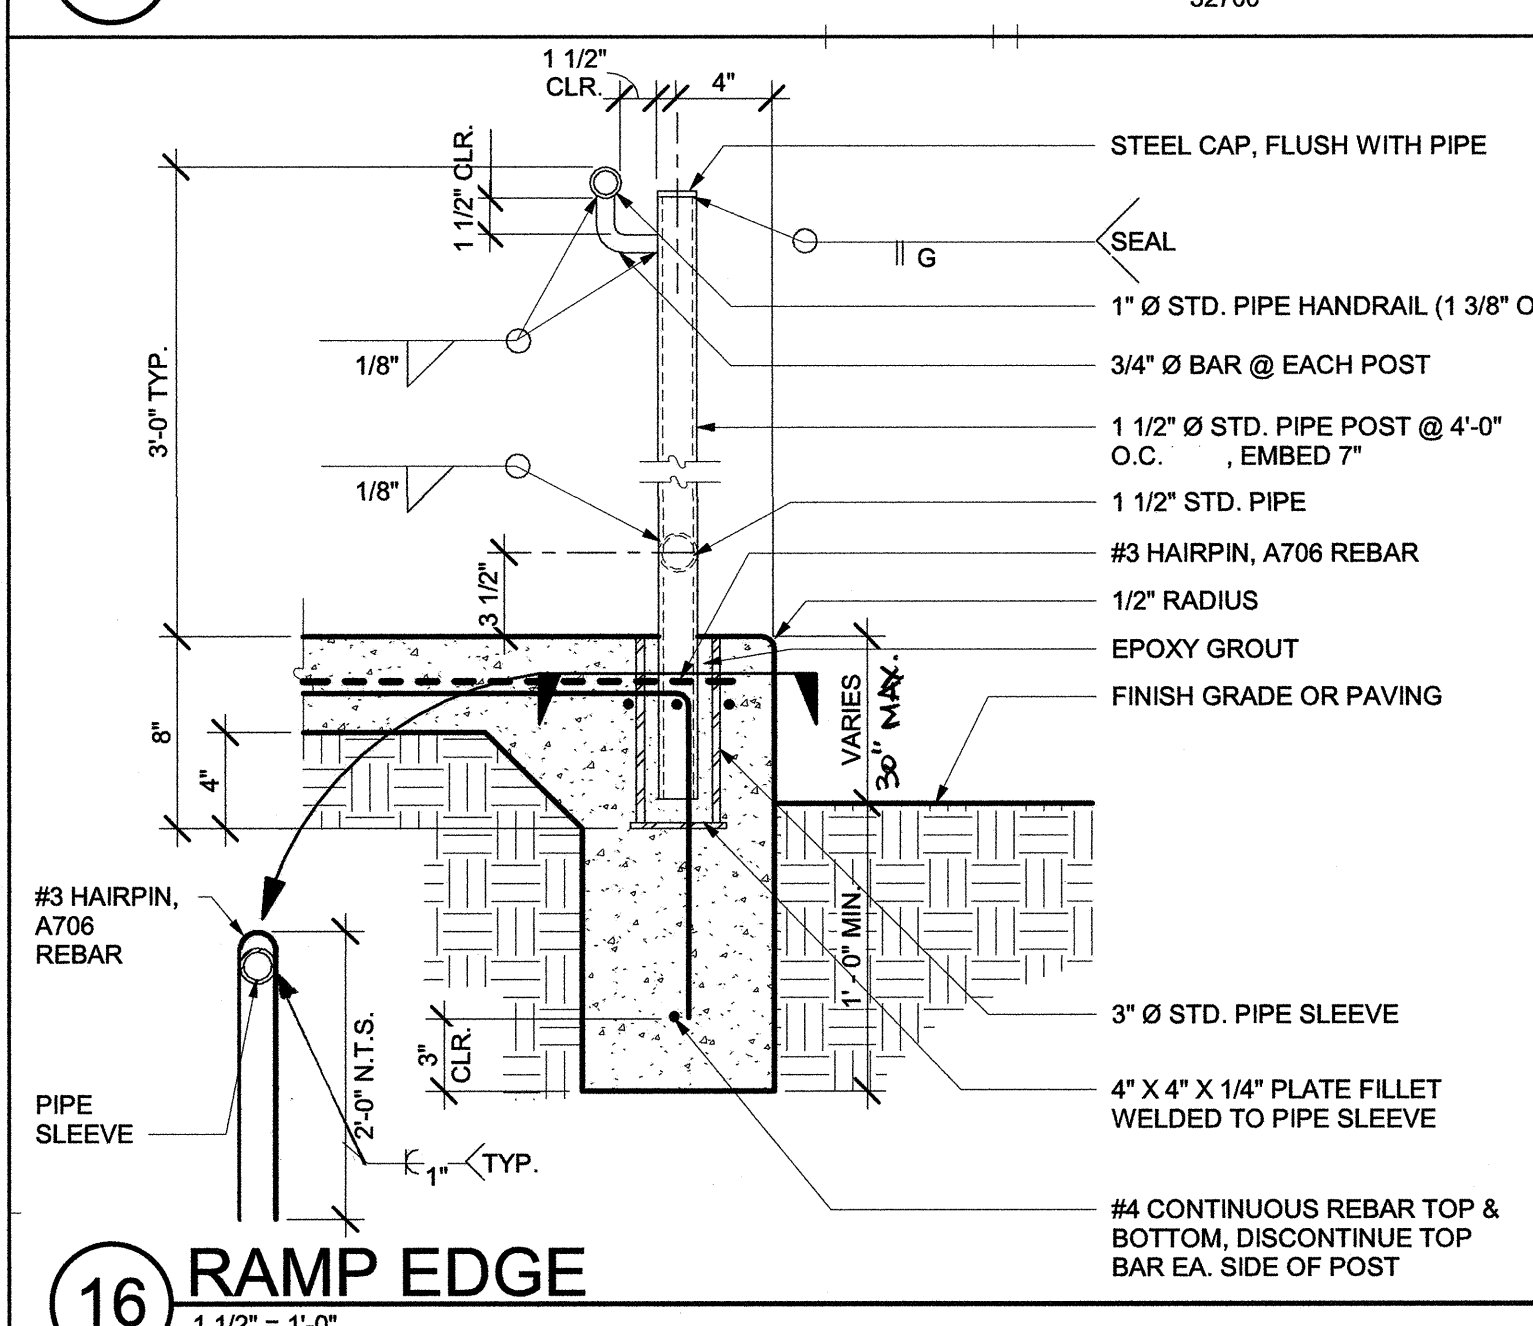 1 1/2"
CLR.
4"
1 1/2" CLR.
STEEL CAP, FLUSH WITH PIPE
SEAL
G
1" Ø STD. PIPE HANDRAIL (1 3/8" O
1/8"
3/4" Ø BAR @ EACH POST
3'-0" TYP.
1 1/2" Ø STD. PIPE POST @ 4'-0"
O.C. , EMBED 7"
1/8"
1 1/2" STD. PIPE
#3 HAIRPIN, A706 REBAR
3 1/2"
1/2" RADIUS
EPOXY GROUT
FINISH GRADE OR PAVING
VARIES
30" MAX.
8"
4"
#3 HAIRPIN,
A706
REBAR
1' - 0" MIN.
3" Ø STD. PIPE SLEEVE
3"
CLR.
2'-0" N.T.S.
4" X 4" X 1/4" PLATE FILLET
WELDED TO PIPE SLEEVE
PIPE
SLEEVE
1"
TYP.
#4 CONTINUOUS REBAR TOP &
BOTTOM, DISCONTINUE TOP
BAR EA. SIDE OF POST
16
RAMP EDGE
1 1/2" = 1'-0"